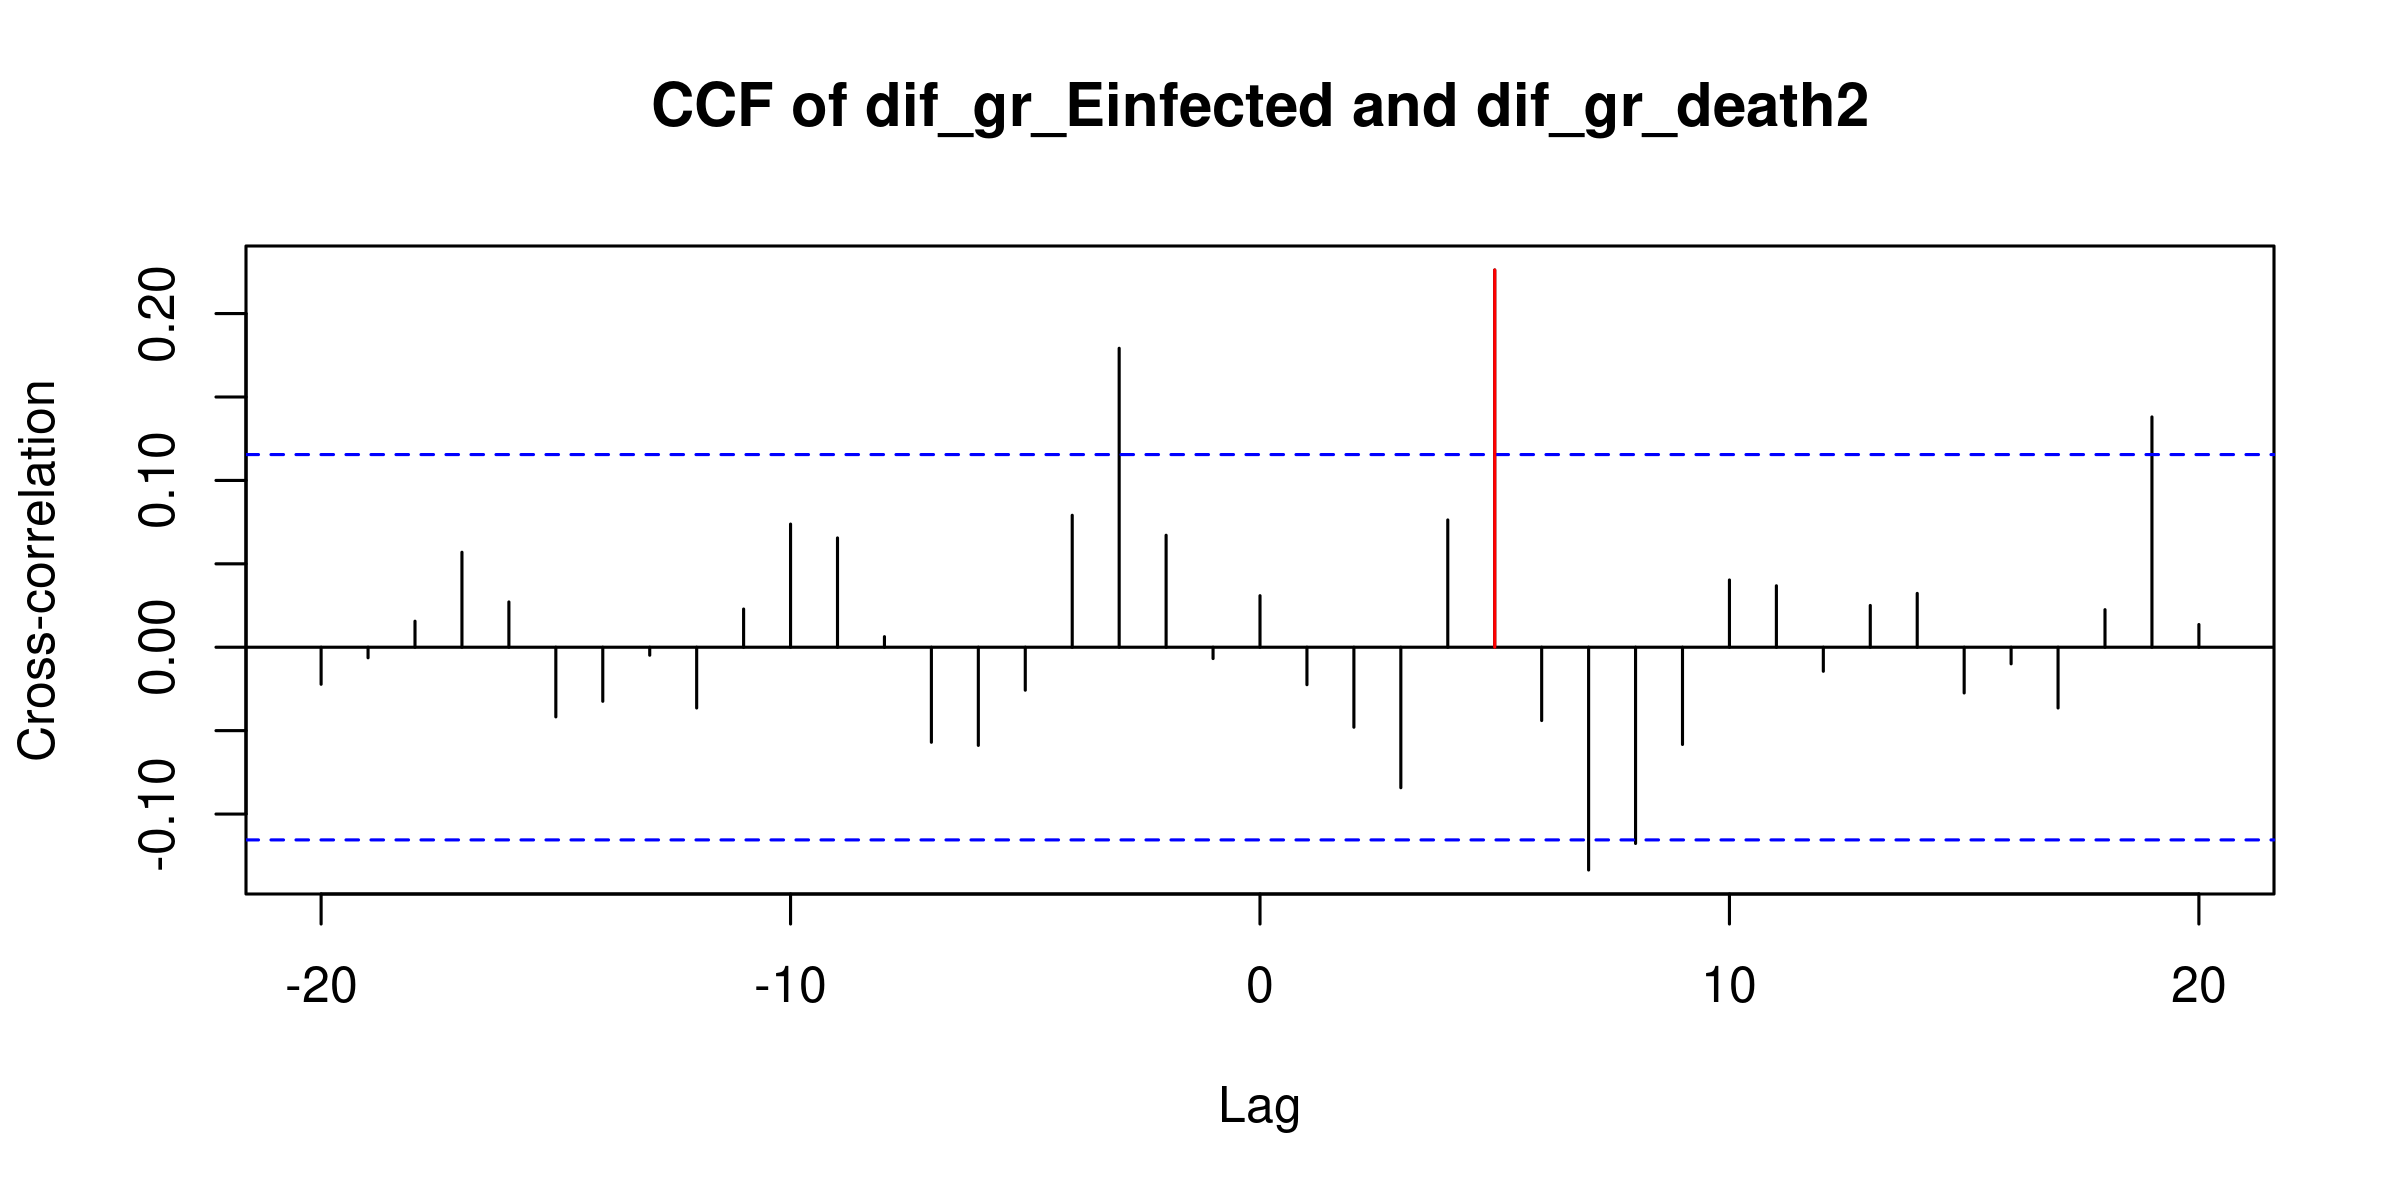 CCF of dif_gr_Einfected and dif_gr_death2
Cross-correlation
0.20
0.10
0.00
-0.10
-20 -10 0 10 20
Lag